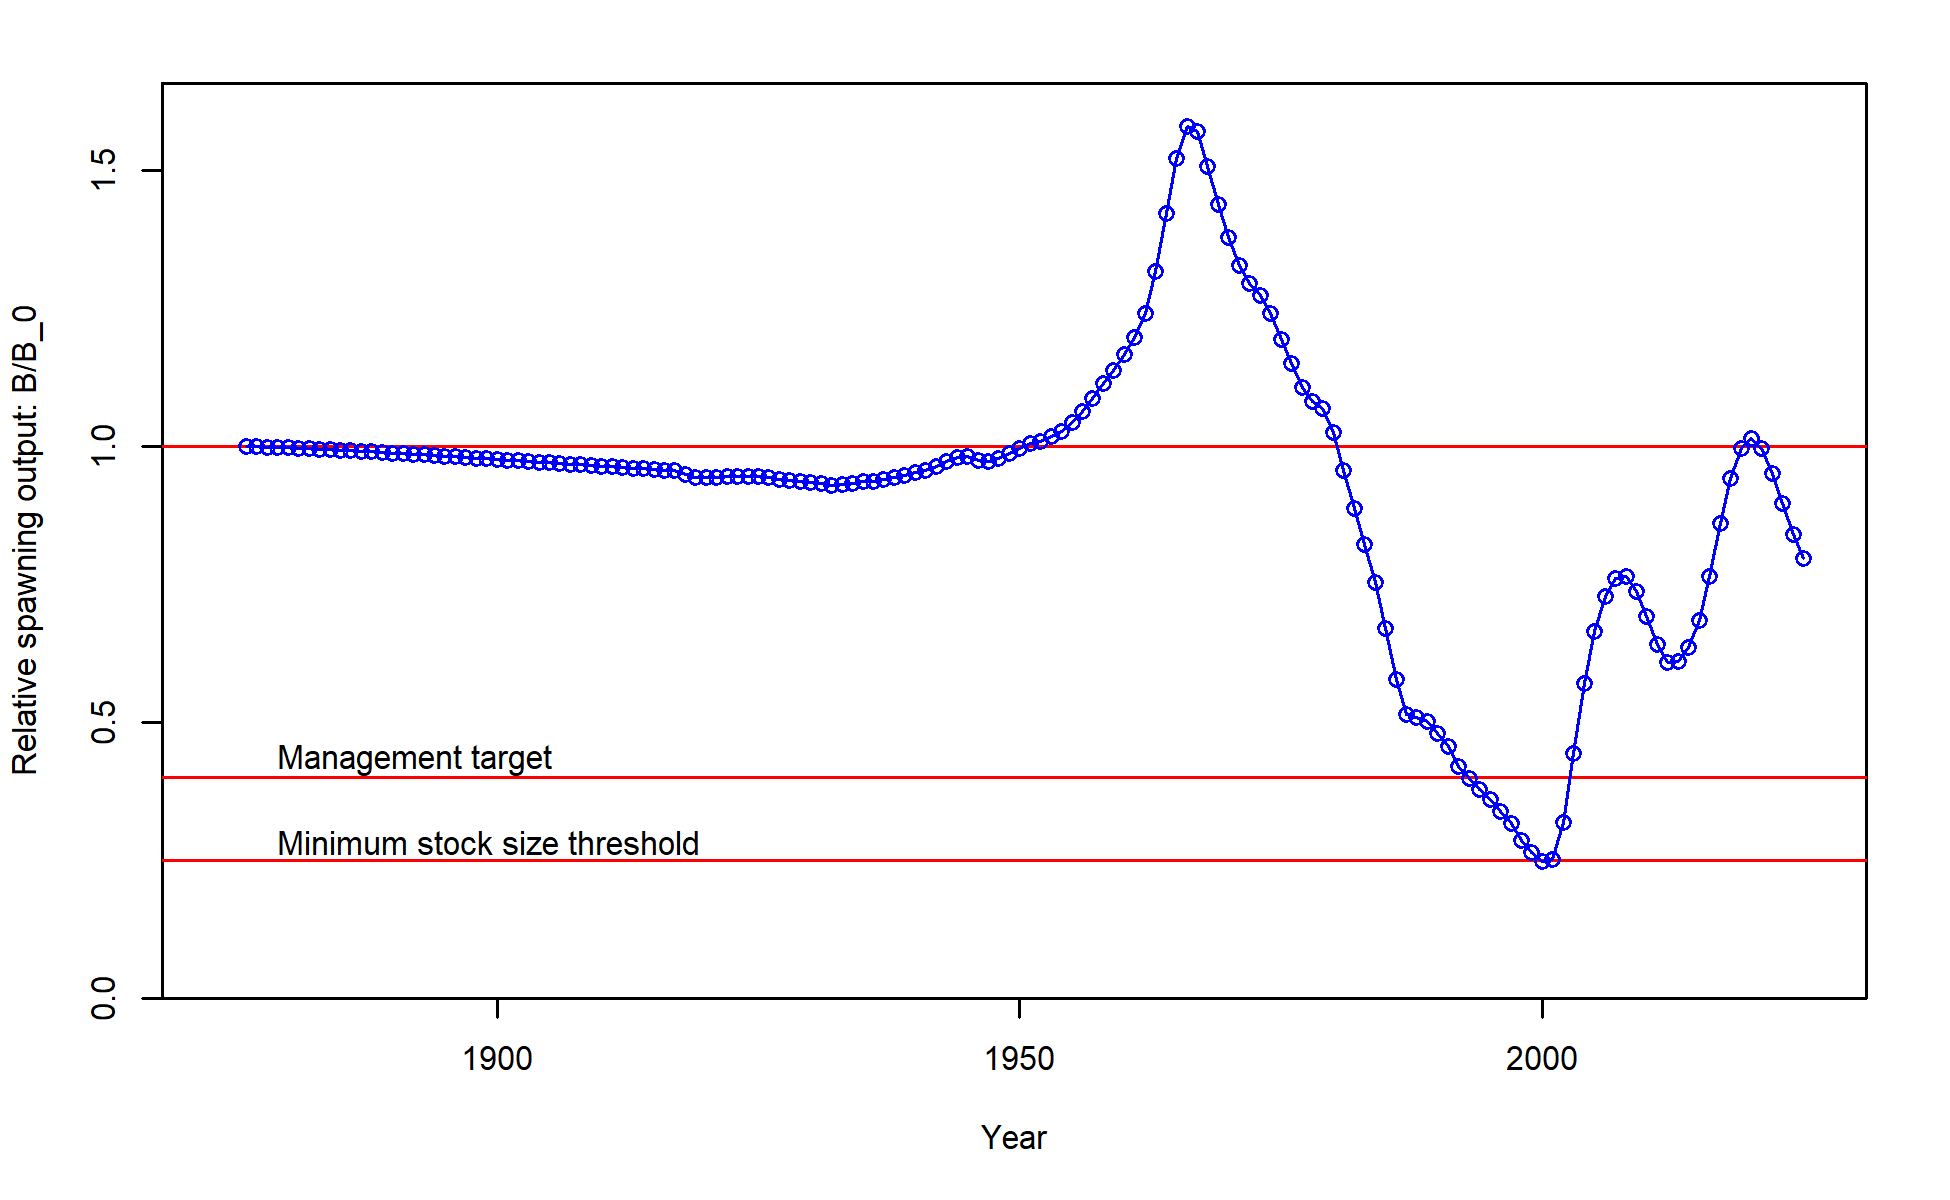 Relative spawning output: B/B_0
1.5
1.0
0.5
0.0
Management target
Minimum stock size threshold
1900 1950 2000
Year